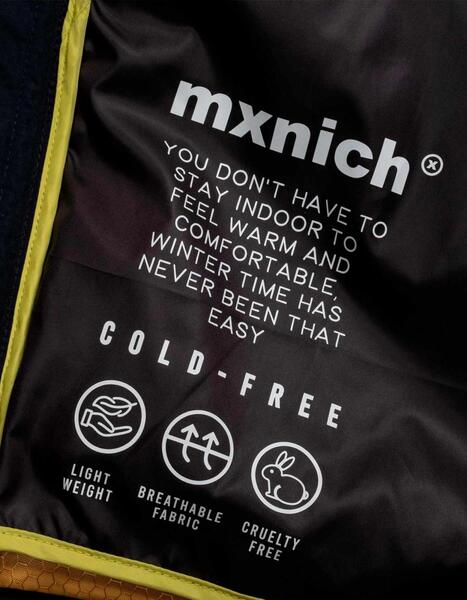 mxnich®
YOU DON'T HAVE TO
STAY INDOOR TO
FEEL WARM AND
COMFORTABLE,
WINTER TIME HAS
NEVER BEEN THAT
EASY
COLD-FREE
LIGHT
WEIGHT
BREATHABLE
FABRIC
CRUELTY
FREE